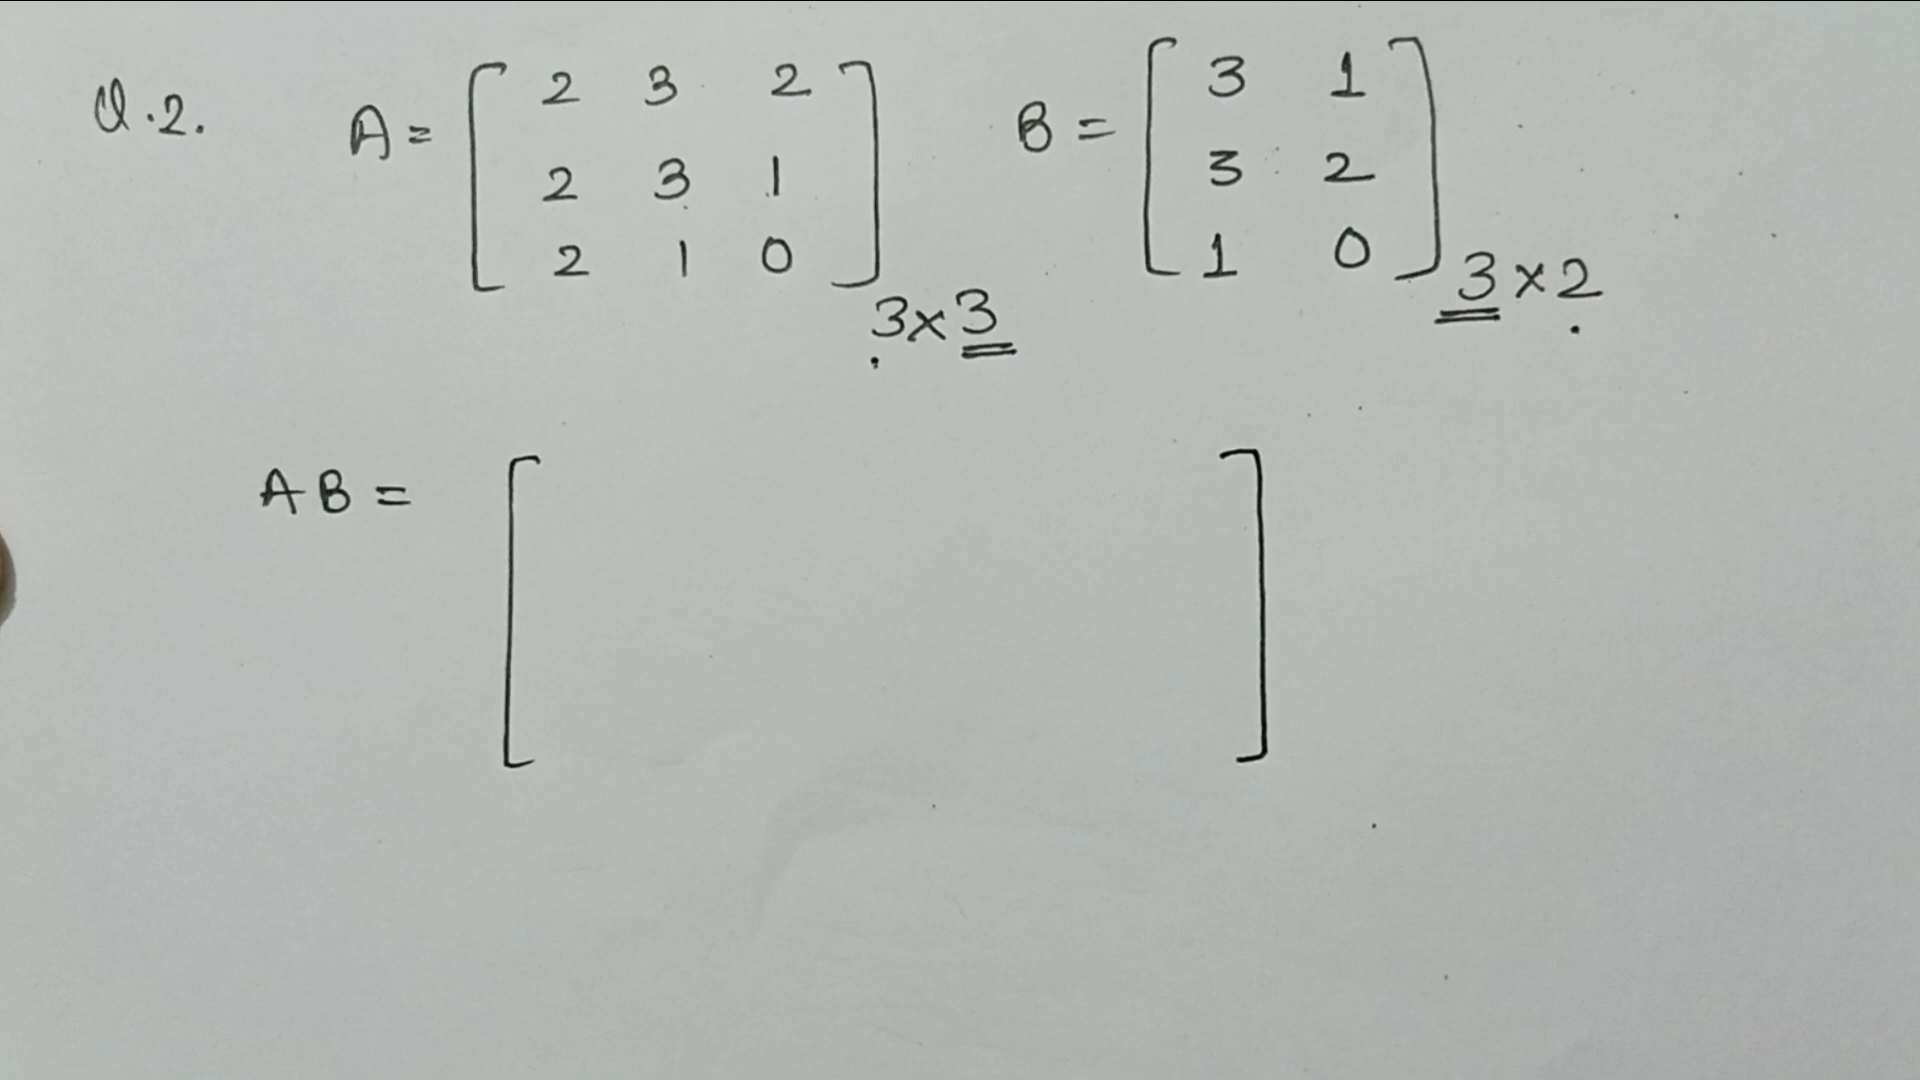 Q.2. A = [ 2 3 2 B = [ 3 1
2 3 1 3 2
2 1 0 ] 3×3 1 0 ] 3×2
AB = [ ]